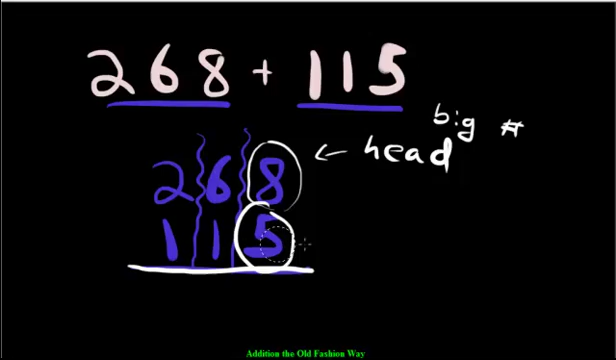 268 + 115
big #
268 ← head
115
Addition the Old Fashion Way